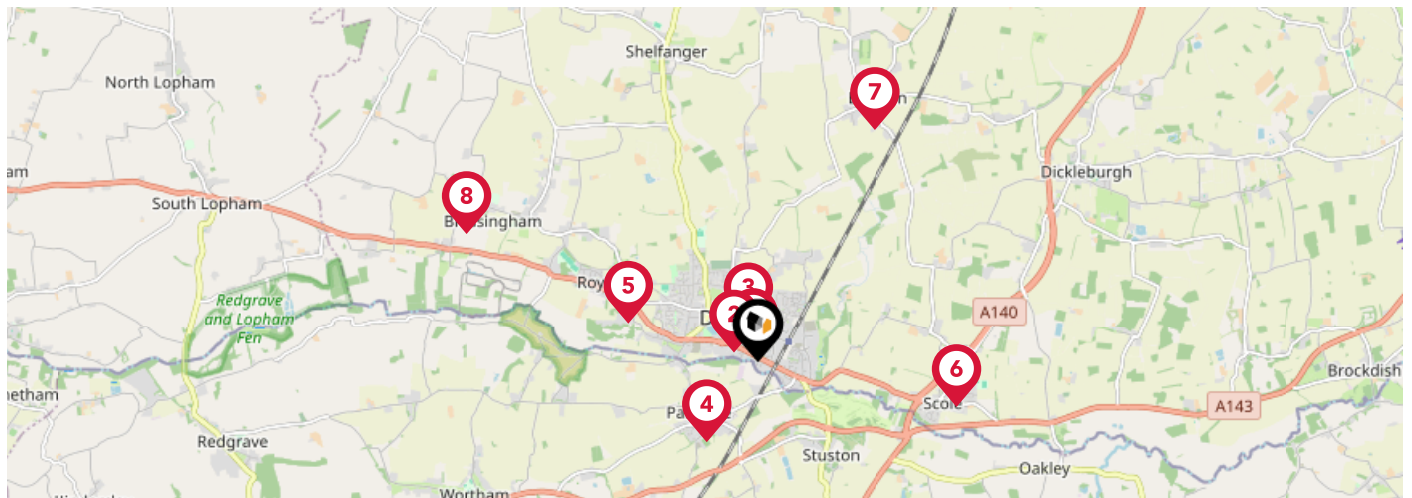 Shelfanger
North Lopham
7
Dickleburgh
8
South Lopham
5
3
Redgrave
and Lopham
Fen
2
A140
6
Brockdish
4
A143
Redgrave
Stuston
Oakley
Wortham